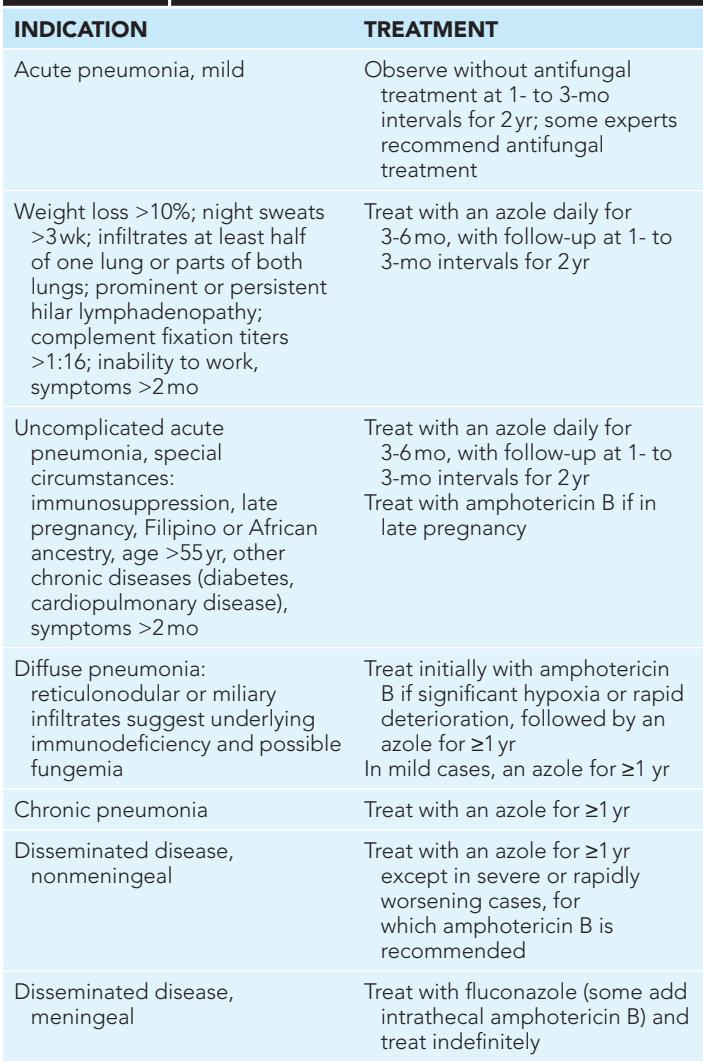 INDICATION
TREATMENT
Acute pneumonia, mild
Observe without antifungal
treatment at 1- to 3-mo
intervals for 2 yr; some experts
recommend antifungal
treatment
Weight loss >10%; night sweats
>3 wk; infiltrates at least half
of one lung or parts of both
lungs; prominent or persistent
hilar lymphadenopathy;
complement fixation titers
>1:16; inability to work,
symptoms >2 mo
Treat with an azole daily for
3-6 mo, with follow-up at 1- to
3-mo intervals for 2 yr
Uncomplicated acute
pneumonia, special
circumstances:
immunosuppression, late
pregnancy, Filipino or African
ancestry, age >55 yr, other
chronic diseases (diabetes,
cardiopulmonary disease),
symptoms >2 mo
Treat with an azole daily for
3-6 mo, with follow-up at 1- to
3-mo intervals for 2 yr
Treat with amphotericin B if in
late pregnancy
Diffuse pneumonia:
reticulonodular or miliary
infiltrates suggest underlying
immunodeficiency and possible
fungemia
Treat initially with amphotericin
B if significant hypoxia or rapid
deterioration, followed by an
azole for ≥1 yr
In mild cases, an azole for ≥1 yr
Chronic pneumonia
Treat with an azole for ≥1 yr
Disseminated disease,
nonmeningeal
Treat with an azole for ≥1 yr
except in severe or rapidly
worsening cases, for
which amphotericin B is
recommended
Disseminated disease,
meningeal
Treat with fluconazole (some add
intrathecal amphotericin B) and
treat indefinitely